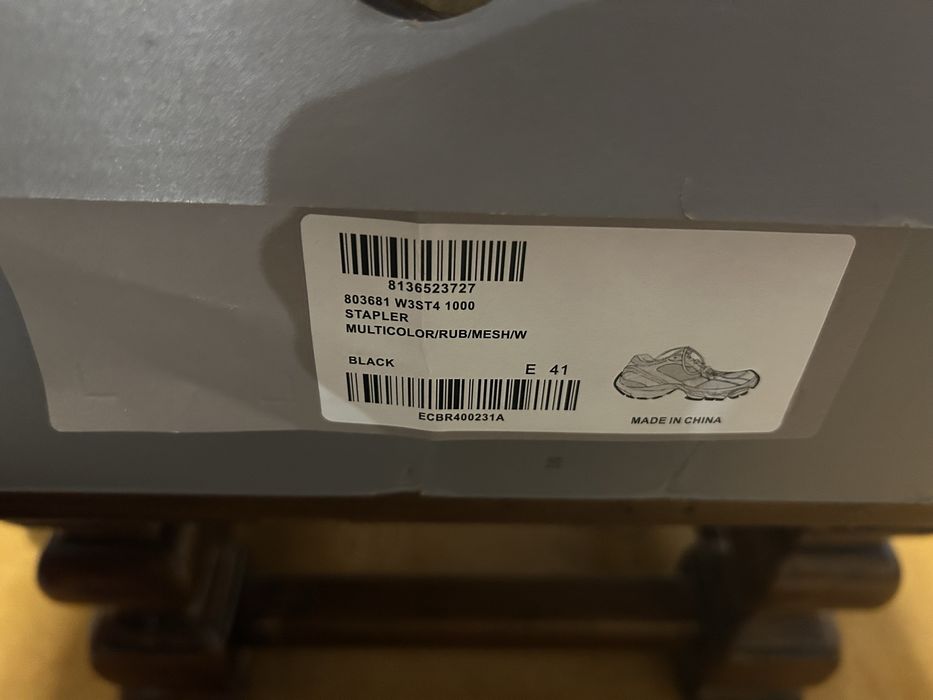 8136523727
803681 W3ST4 1000
STAPLER
MULTICOLOR/RUB/MESH/W
BLACK E 41
ECBR400231A
MADE IN CHINA